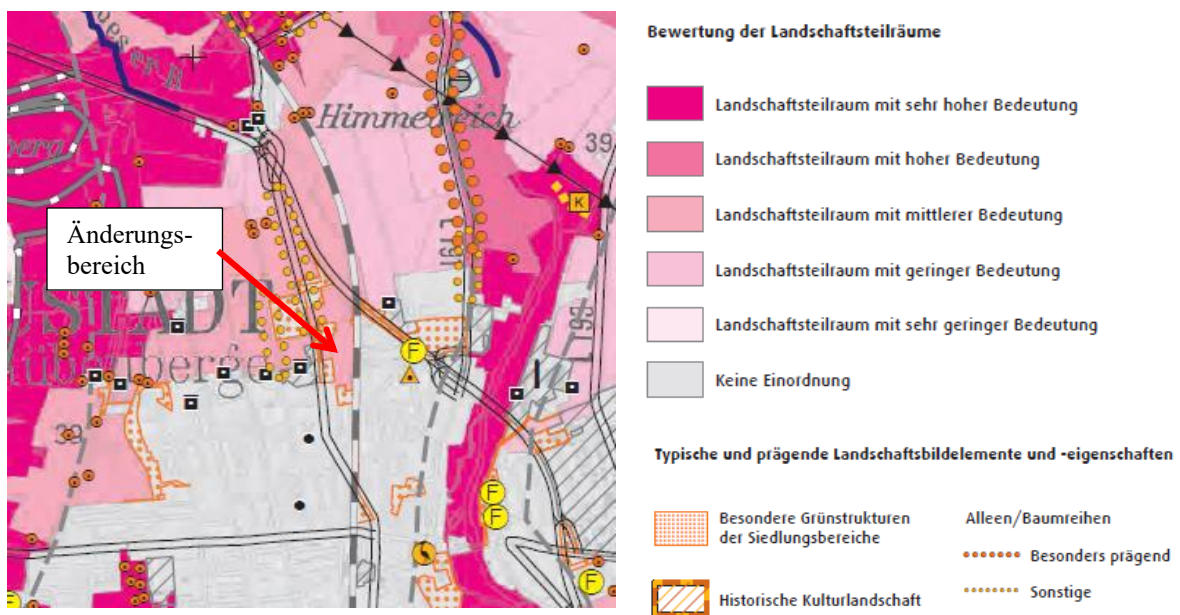 Himmelreich
39
K
Änderungs-
bereich
F
39
F
F
F
F
Bewertung der Landschaftsteilräume
Landschaftsteilraum mit sehr hoher Bedeutung
Landschaftsteilraum mit hoher Bedeutung
Landschaftsteilraum mit mittlerer Bedeutung
Landschaftsteilraum mit geringer Bedeutung
Landschaftsteilraum mit sehr geringer Bedeutung
Keine Einordnung
Typische und prägende Landschaftsbildelemente und -eigenschaften
Besondere Grünstrukturen
der Siedlungsbereiche
Alleen/Baumreihen
Besonders prägend
Sonstige
Historische Kulturlandschaft